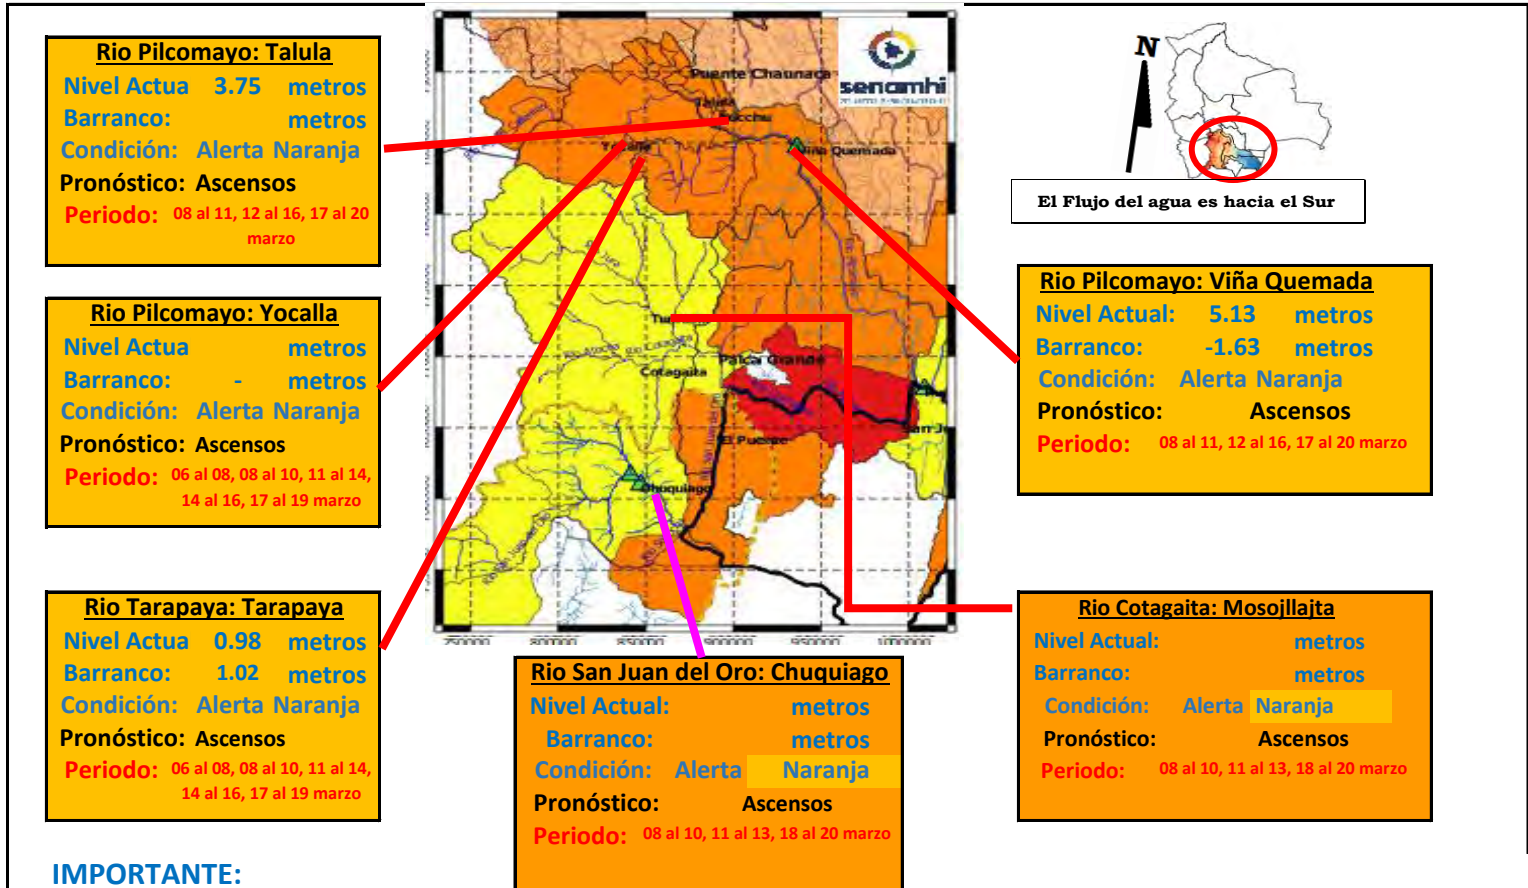 Rio Pilcomayo: Talula
Nivel Actua 3.75 metros
Barranco: metros
Condición: Alerta Naranja
Pronóstico: Ascensos
Periodo: 08 al 11, 12 al 16, 17 al 20
marzo
Rio Pilcomayo: Yocalla
Nivel Actua metros
Barranco: - metros
Condición: Alerta Naranja
Pronóstico: Ascensos
Periodo: 06 al 08, 08 al 10, 11 al 14,
14 al 16, 17 al 19 marzo
Rio Tarapaya: Tarapaya
Nivel Actua 0.98 metros
Barranco: 1.02 metros
Condición: Alerta Naranja
Pronóstico: Ascensos
Periodo: 06 al 08, 08 al 10, 11 al 14,
14 al 16, 17 al 19 marzo
IMPORTANTE:
senamhi
Puente Chaunaca
Viña Quemada
Palca Grande
Cotagaita
El Puente
Chuquiago
Rio San Juan del Oro: Chuquiago
Nivel Actual: metros
Barranco: metros
Condición: Alerta Naranja
Pronóstico: Ascensos
Periodo: 08 al 10, 11 al 13, 18 al 20 marzo
N
El Flujo del agua es hacia el Sur
Rio Pilcomayo: Viña Quemada
Nivel Actual: 5.13 metros
Barranco: -1.63 metros
Condición: Alerta Naranja
Pronóstico: Ascensos
Periodo: 08 al 11, 12 al 16, 17 al 20 marzo
Rio Cotagaita: Mosojllajta
Nivel Actual: metros
Barranco: metros
Condición: Alerta Naranja
Pronóstico: Ascensos
Periodo: 08 al 10, 11 al 13, 18 al 20 marzo